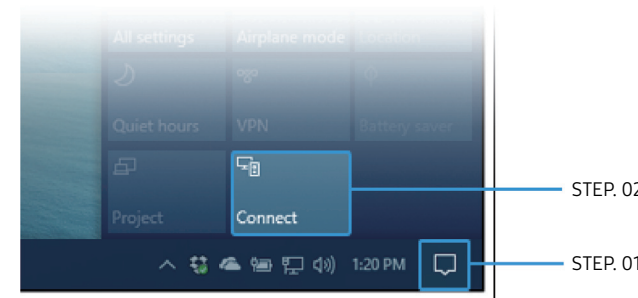 All settings Airplane mode Location
Quiet hours VPN Battery saver
Project Connect
STEP. 02
1:20 PM
STEP. 01